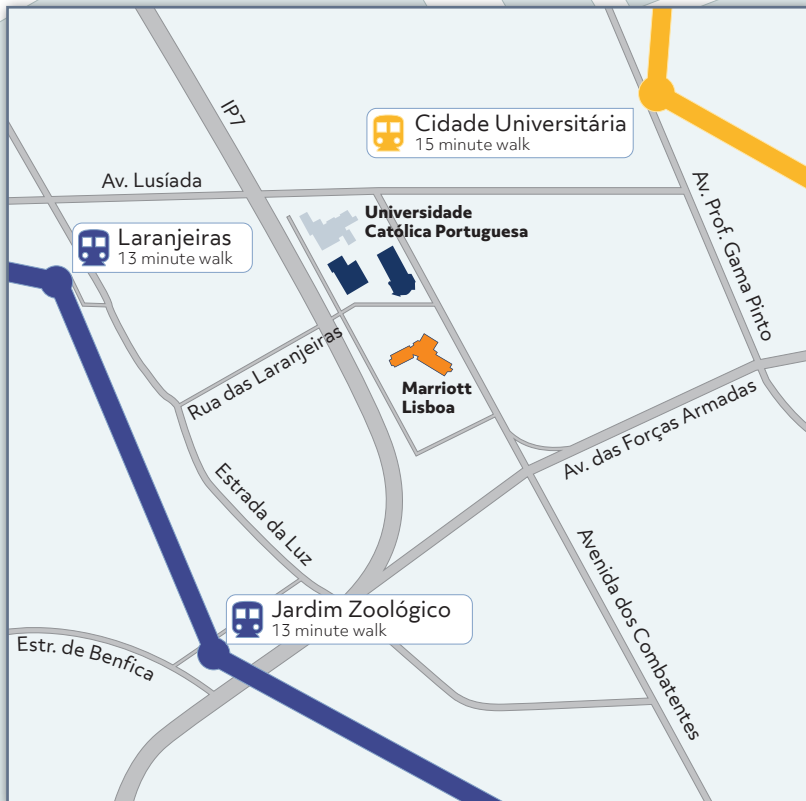 IP7
Cidade Universitária
15 minute walk
Av. Lusíada
Av. Prof. Gama Pinto
Universidade
Católica Portuguesa
Laranjeiras
13 minute walk
Rua das Laranjeiras
Marriott
Lisboa
Av. das Forças Armadas
Estrada da Luz
Avenida dos Combatentes
Jardim Zoológico
13 minute walk
Estr. de Benfica